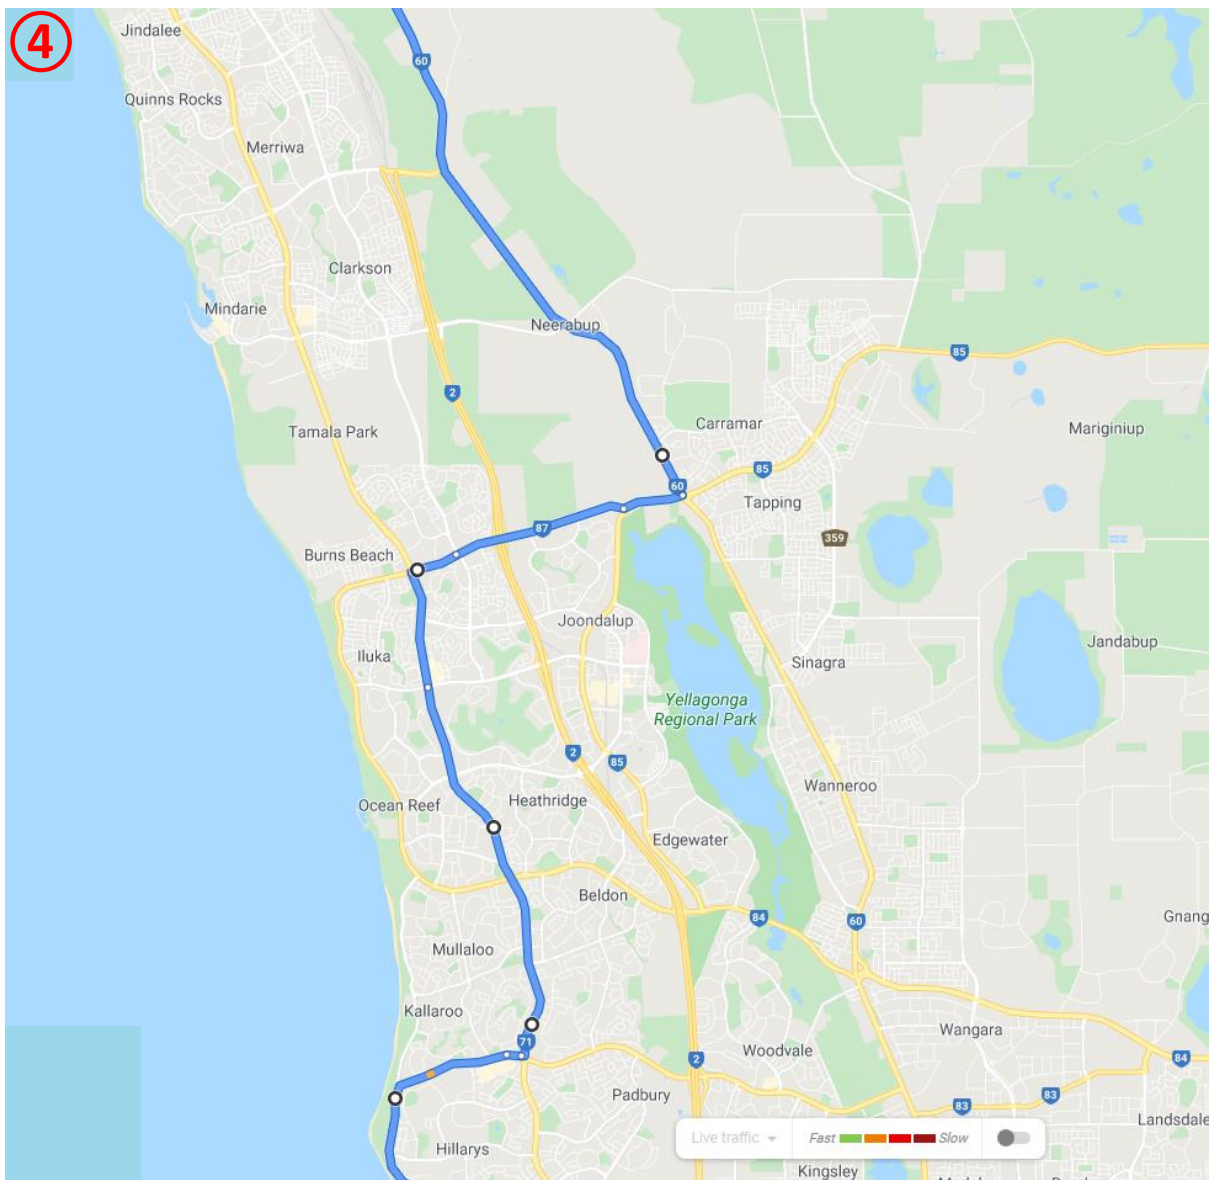 4
Jindalee
60
Quinns Rocks
Merriwa
Clarkson
Mindarie
Neerabup
85
2
Carramar
Tamala Park
Mariginiup
85
60
Tapping
87
359
Burns Beach
Joondalup
Jandabup
Iluka
Sinagra
Yellagonga
Regional Park
2
85
Wanneroo
Ocean Reef
Heathridge
Edgewater
Beldon
84
60
Gnang
Mullaloo
Kallaroo
Wangara
71
Woodvale
2
84
Padbury
83
83
Landsdale
Live traffic
Fast
Slow
Hillarys
Kingsley